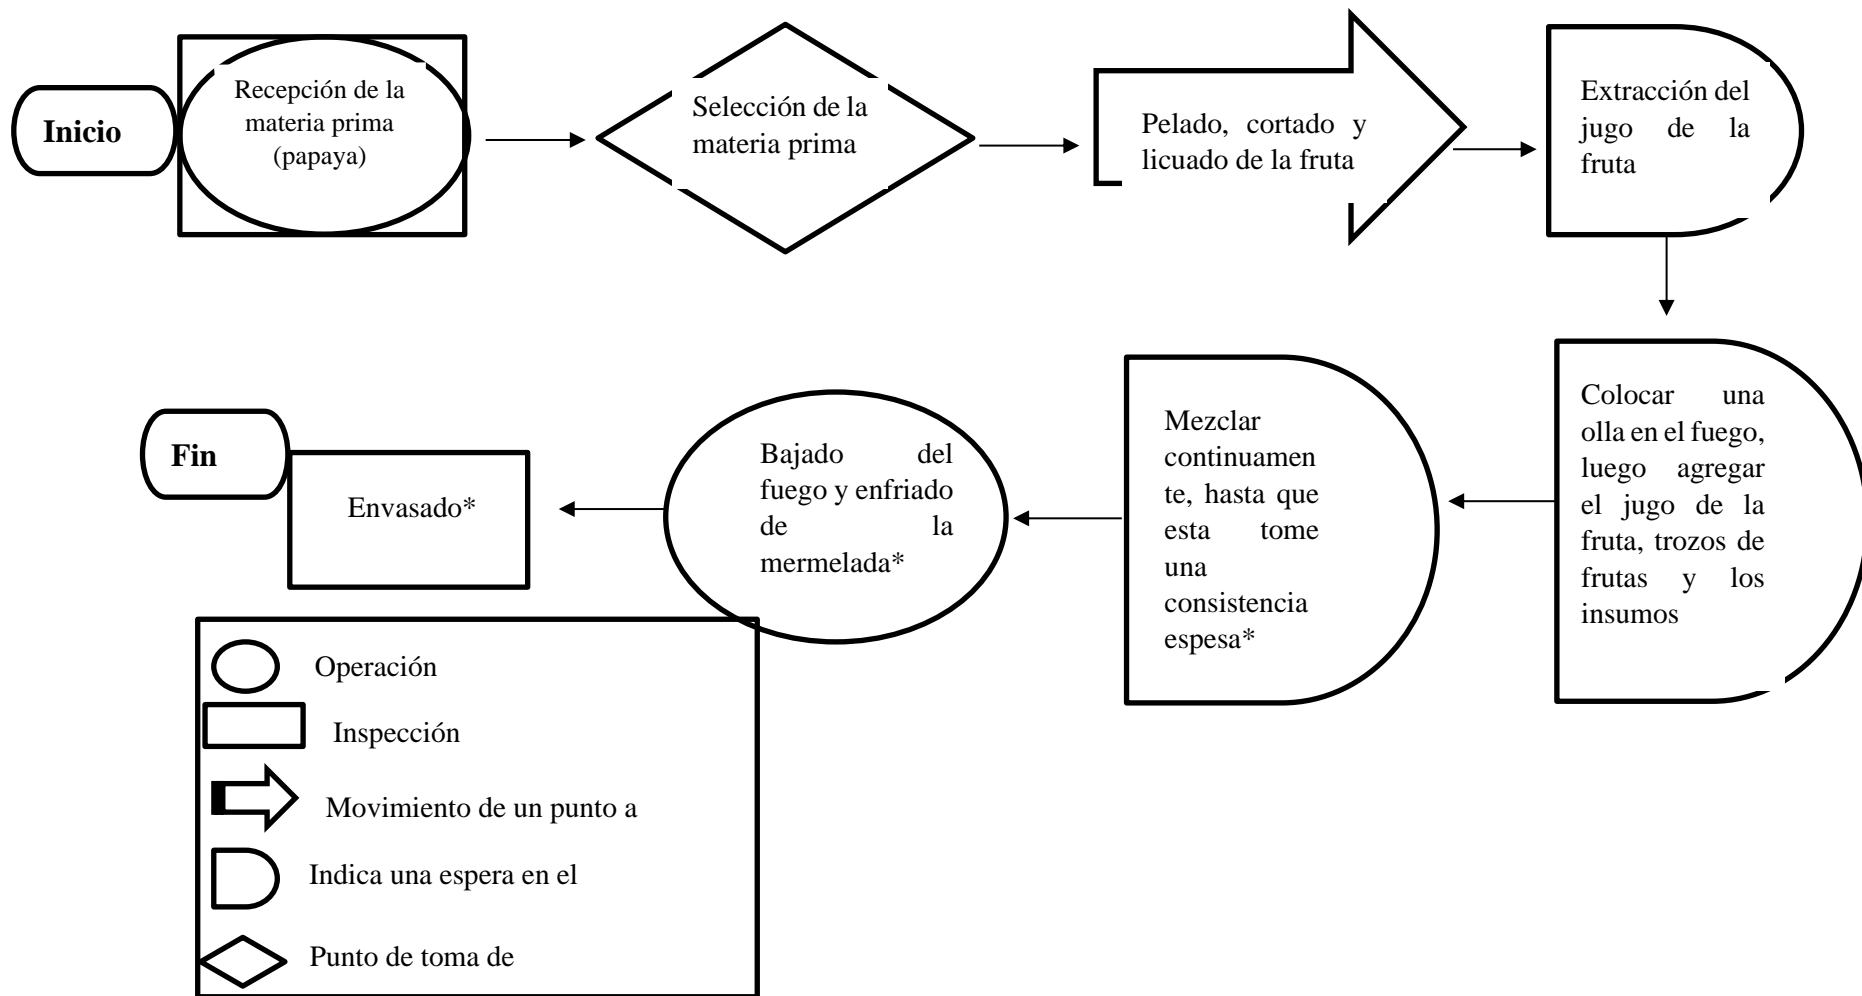 Inicio
Recepción de la
materia prima
(papaya)
Selección de la
materia prima
Pelado, cortado y
licuado de la fruta
Extracción del
jugo de la
fruta
Colocar una
olla en el fuego,
luego agregar
el jugo de la
fruta, trozos de
frutas y los
insumos
Mezclar
continuamen
te, hasta que
esta tome
una
consistencia
espesa*
Bajado del
fuego y enfriado
de la
mermelada*
Envasado*
Fin
Operación
Inspección
Movimiento de un punto a
Indica una espera en el
Punto de toma de